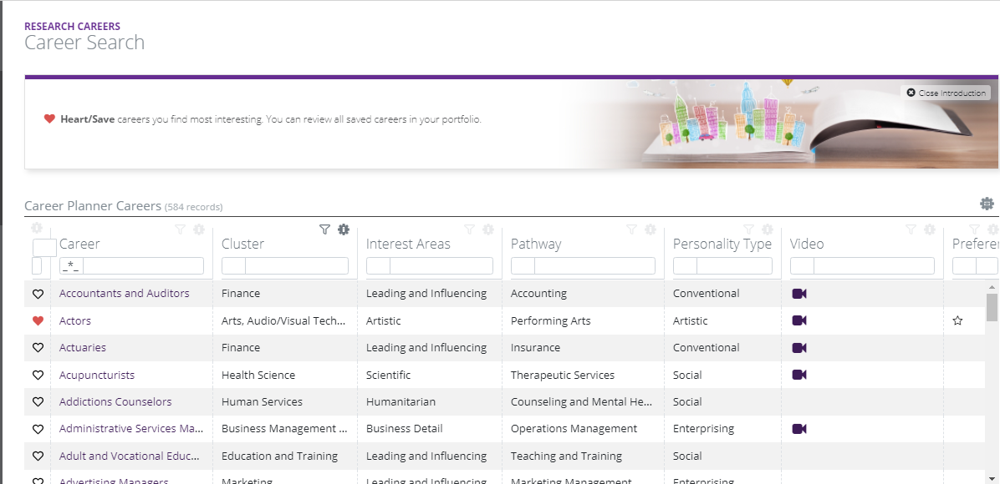 RESEARCH CAREERS
Career Search
Close Introduction
Heart/Save careers you find most interesting. You can review all saved careers in your portfolio.
Career Planner Careers (584 records)
Career Cluster Interest Areas Pathway Personality Type Video
_*_
Accountants and Auditors Finance Leading and Influencing Accounting Conventional
Actors Arts, Audio/Visual Tech... Artistic Performing Arts Artistic
Actuaries Finance Leading and Influencing Insurance Conventional
Acupuncturists Health Science Scientific Therapeutic Services Social
Addictions Counselors Human Services Humanitarian Counseling and Mental He... Social
Administrative Services Ma... Business Management ... Business Detail Operations Management Enterprising
Adult and Vocational Educ... Education and Training Leading and Influencing Teaching and Training Social
Advertising Managers Marketing Leading and Influencing Marketing Management Enterprising